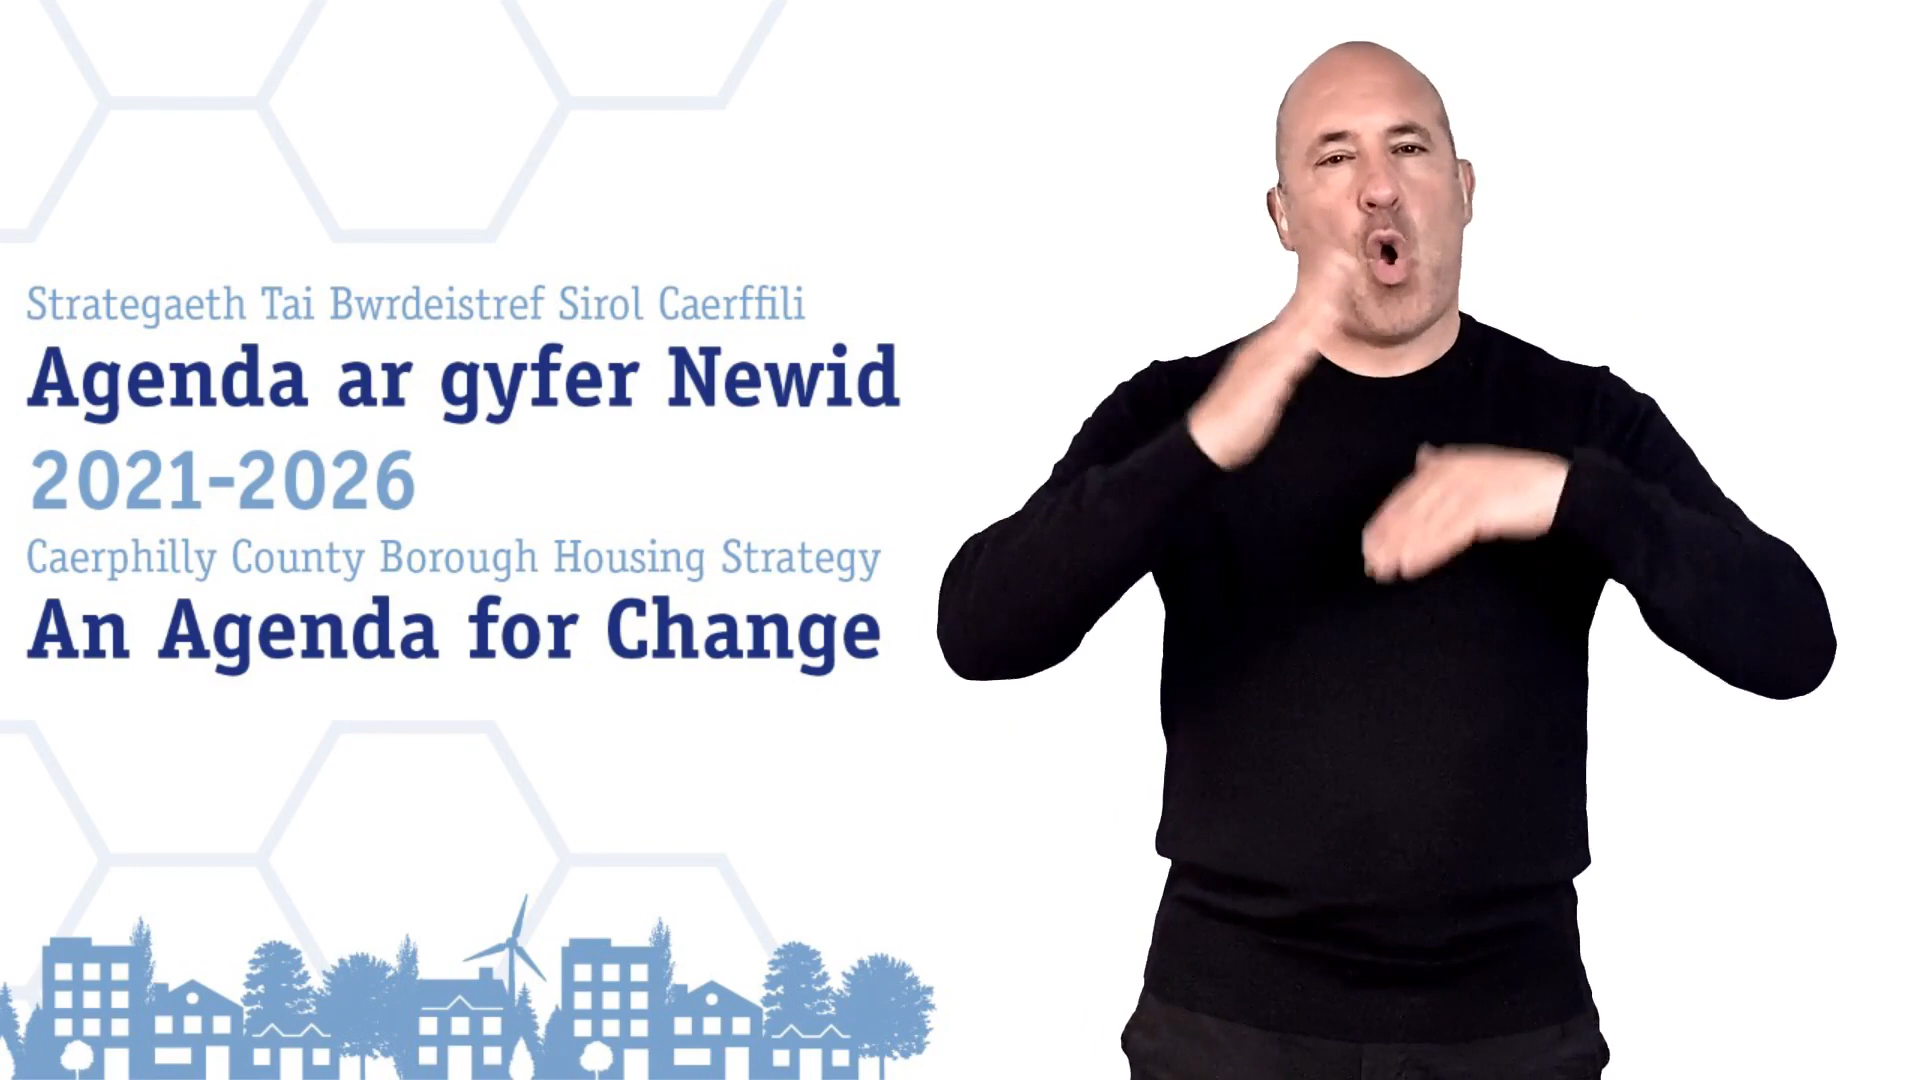 Strategaeth Tai Bwrdeistref Sirol Caerffili
Agenda ar gyfer Newid
2021-2026
Caerphilly County Borough Housing Strategy
An Agenda for Change